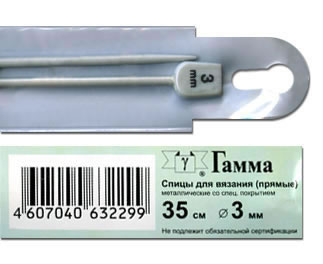 3
mm
γ ® Гамма
Спицы для вязания (прямые)
металлические со спец. покрытием
35 см ⌀ 3 мм
Не подлежит обязательной сертификации
4 607040 632299